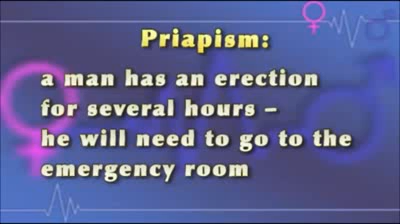 Priapism:
a man has an erection
for several hours –
he will need to go to the
emergency room